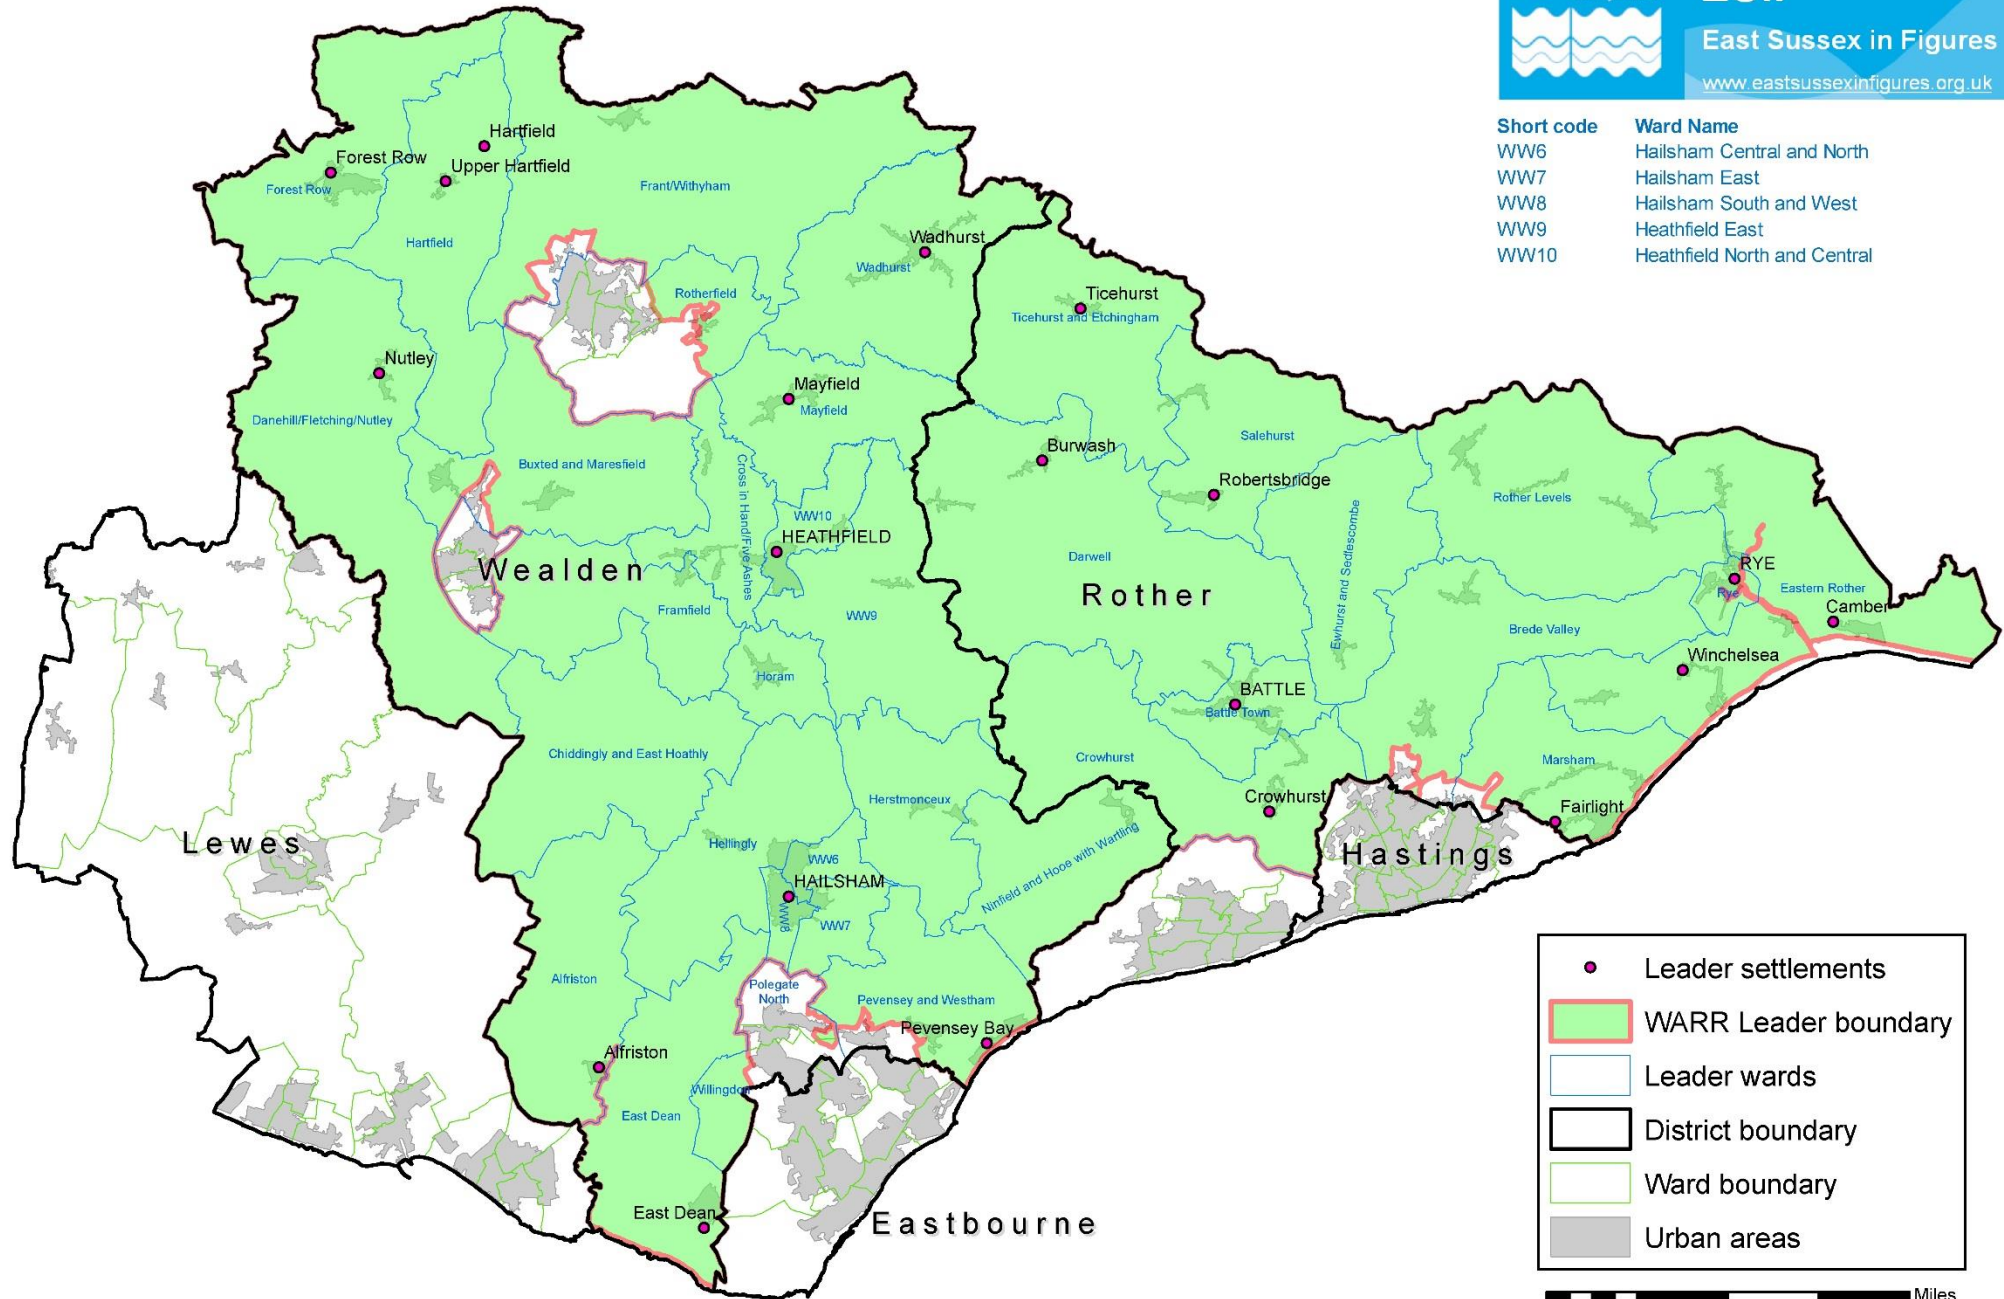 East Sussex in Figures
www.eastsussexinfigures.org.uk
Short code Ward Name
WW6 Hailsham Central and North
WW7 Hailsham East
WW8 Hailsham South and West
WW9 Heathfield East
WW10 Heathfield North and Central
Hartfield
Forest Row
Upper Hartfield
Forest Row
Frant/Withyham
Hartfield
Wadhurst
Wadhurst
Rotherfield
Ticehurst
Ticehurst and Etchingham
Nutley
Mayfield
Mayfield
Danehill/Fletching/Nutley
Buxted and Maresfield
Cross in Hand/Five Ashes
Burwash
Salehurst
Robertsbridge
Rother Levels
WW10
HEATHFIELD
Wealden
Darwell
Rother
Ewhurst and Sedlescombe
RYE
Rye
Eastern Rother
Camber
Framfield
WW9
Brede Valley
Winchelsea
Horam
BATTLE
Battle Town
Chiddingly and East Hoathly
Crowhurst
Marsham
Herstmonceux
Crowhurst
Fairlight
Lewes
Hellingly
WW6
Hastings
HAILSHAM
WW8
WW7
Ninfield and Hooe with Wartling
Alfriston
Polegate
North
Pevensey and Westham
Pevensey Bay
Alfriston
Willingdon
East Dean
East Dean
Eastbourne
Leader settlements
WARR Leader boundary
Leader wards
District boundary
Ward boundary
Urban areas
Miles